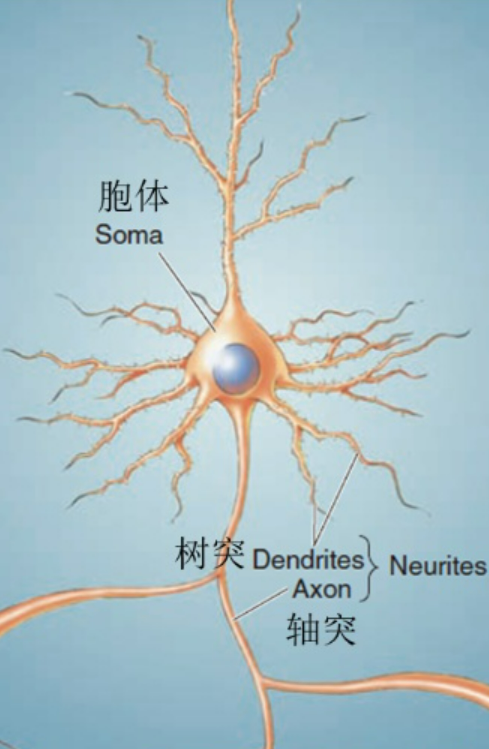 胞体
Soma
树突 Dendrites
Neurites
Axon
轴突